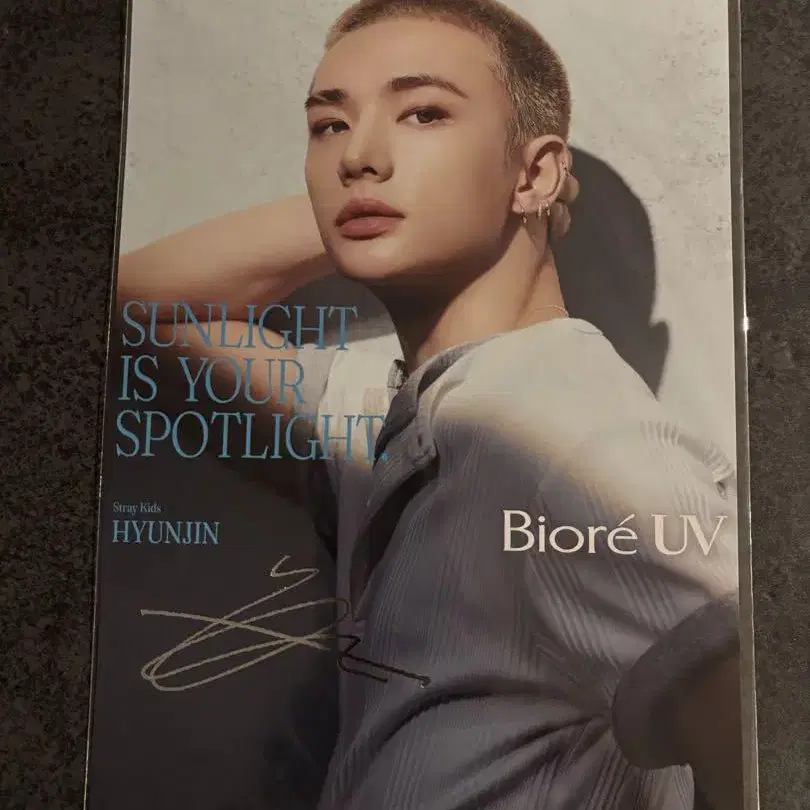 SUNLIGHT
IS YOUR
SPOTLIGHT.
Stray Kids
HYUNJIN
Bioré UV